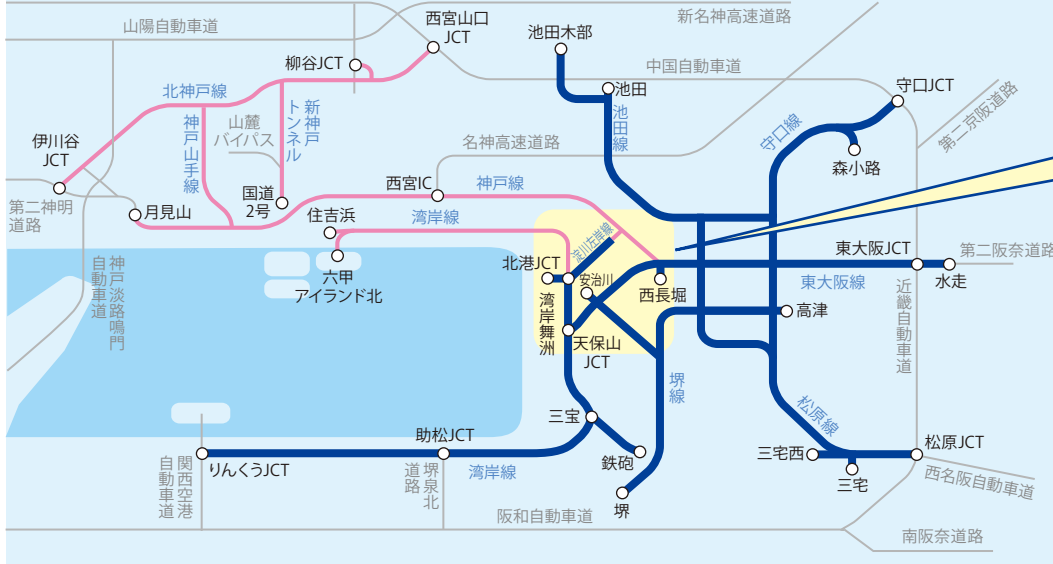 山陽自動車道
西宮山口
JCT
新名神高速道路
池田木部
柳谷JCT
中国自動車道
池田
守口JCT
北神戸線
新神戸
トンネル
山麓
バイパス
神戸山手線
池田線
守口線
第二京阪道路
伊川谷
JCT
名神高速道路
森小路
西宮IC
神戸線
国道
2号
第二神明
道路
月見山
住吉浜
湾岸線
淀川左岸線
六甲
アイランド北
神戸淡路鳴門
自動車道
北港JCT
安治川
西長堀
東大阪JCT
第二阪奈道路
水走
東大阪線
湾岸舞洲
天保山
JCT
高津
近畿自動車道
堺線
三宝
松原線
助松JCT
鉄砲
三宅西
三宅
松原JCT
りんくうJCT
湾岸線
関西空港
自動車道
堺泉北
道路
堺
西名阪自動車道
阪和自動車道
南阪奈道路